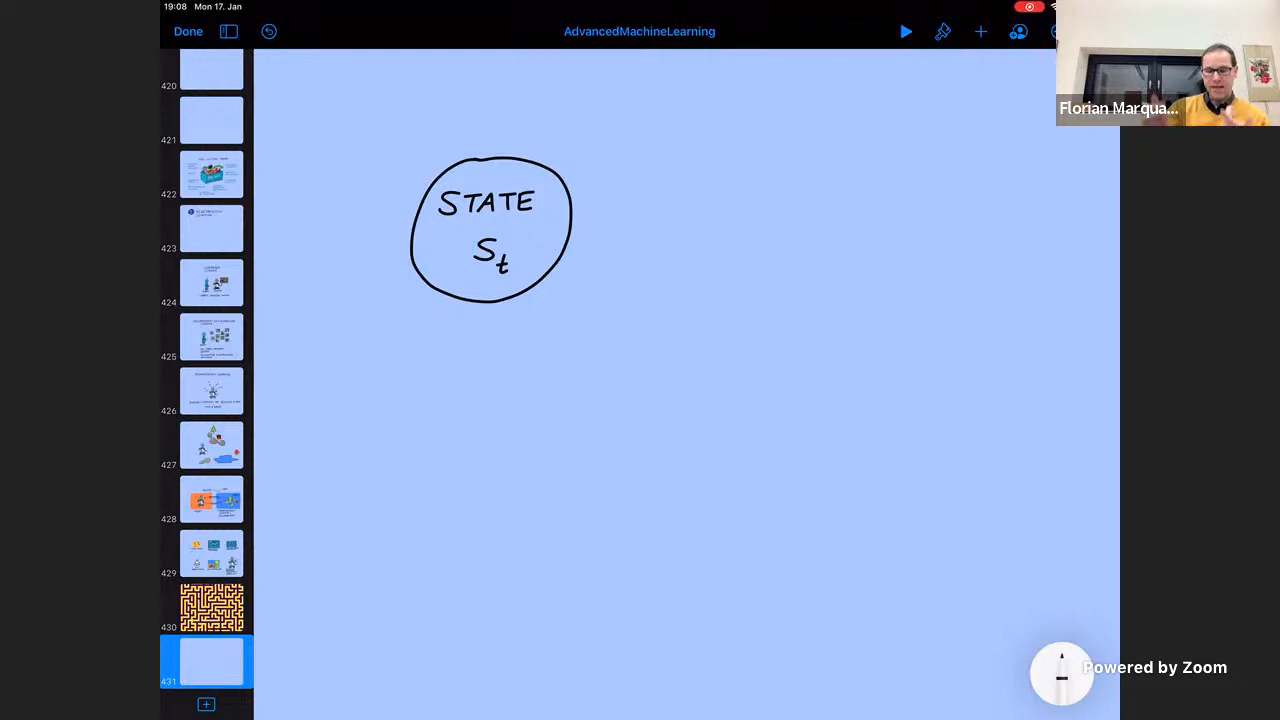 19:08 Mon 17. Jan
Done
AdvancedMachineLearning
Florian Marqua...
420
421
422
423
424
425
426
427
428
429
430
431
STATE
St
Powered by Zoom